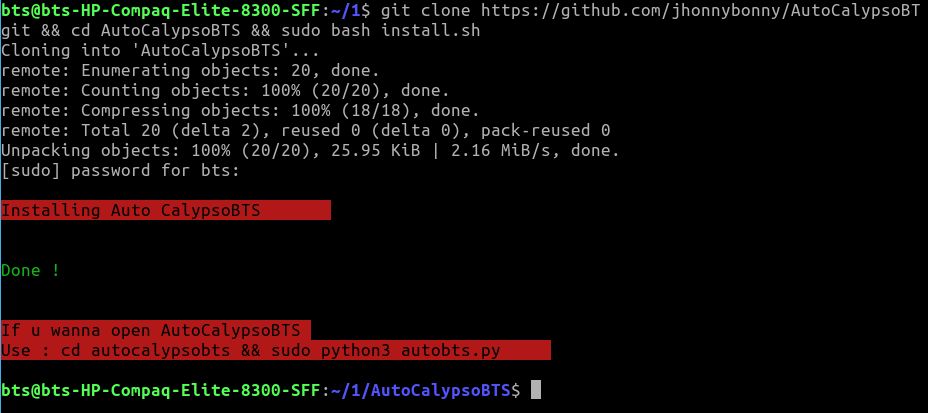 bts@bts-HP-Compaq-Elite-8300-SFF:~/1$ git clone https://github.com/jhonnybonny/AutoCalypsoBT
git && cd AutoCalypsoBTS && sudo bash install.sh
Cloning into 'AutoCalypsoBTS'...
remote: Enumerating objects: 20, done.
remote: Counting objects: 100% (20/20), done.
remote: Compressing objects: 100% (18/18), done.
remote: Total 20 (delta 2), reused 0 (delta 0), pack-reused 0
Unpacking objects: 100% (20/20), 25.95 KiB | 2.16 MiB/s, done.
[sudo] password for bts:
Installing Auto CalypsoBTS
Done !
If u wanna open AutoCalypsoBTS
Use : cd autocalypsobts && sudo python3 autobts.py
bts@bts-HP-Compaq-Elite-8300-SFF:~/1/AutoCalypsoBTS$